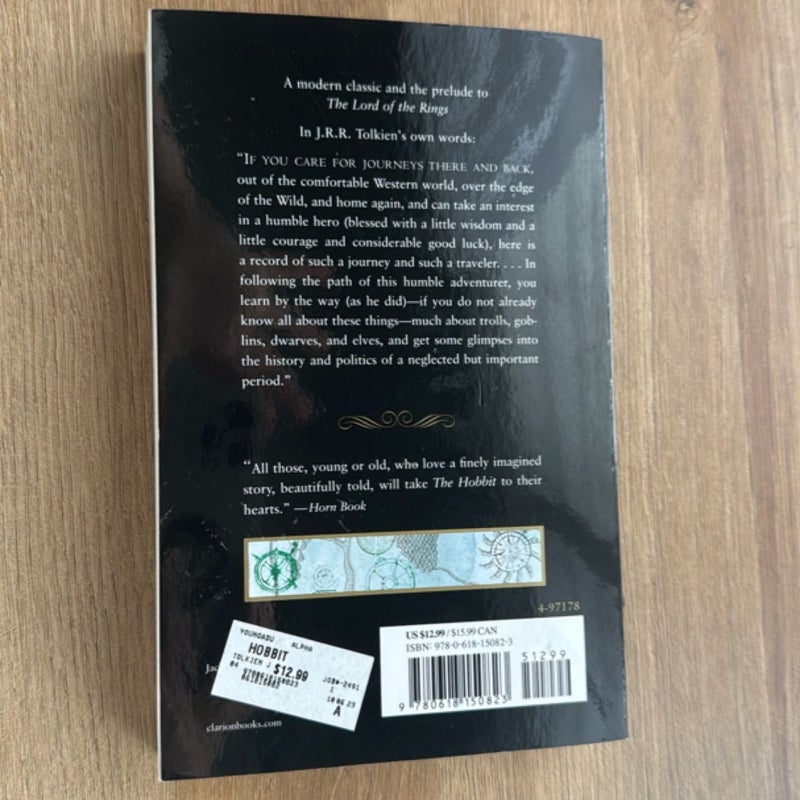 A modern classic and the prelude to
The Lord of the Rings
In J.R.R. Tolkien's own words:
"IF YOU CARE FOR JOURNEYS THERE AND BACK,
out of the comfortable Western world, over the edge
of the Wild, and home again, and can take an interest
in a humble hero (blessed with a little wisdom and a
little courage and considerable good luck), here is
a record of such a journey and such a traveler. . . . In
following the path of this humble adventurer, you
learn by the way (as he did)—if you do not already
know all about these things—much about trolls, gob-
lins, dwarves, and elves, and get some glimpses into
the history and politics of a neglected but important
period."
"All those, young or old, who love a finely imagined
story, beautifully told, will take The Hobbit to their
hearts." —Horn Book
4-97178
US $12.99 / $15.99 CAN
ISBN: 978-0-618-15082-3
51299
9 780618 150823
YOUNGADU ALPHA
HOBBIT
TOLKIEN J $12.99
04 9780618150823
JGBW-2491
1
10 06 23
A
clarionbooks.com